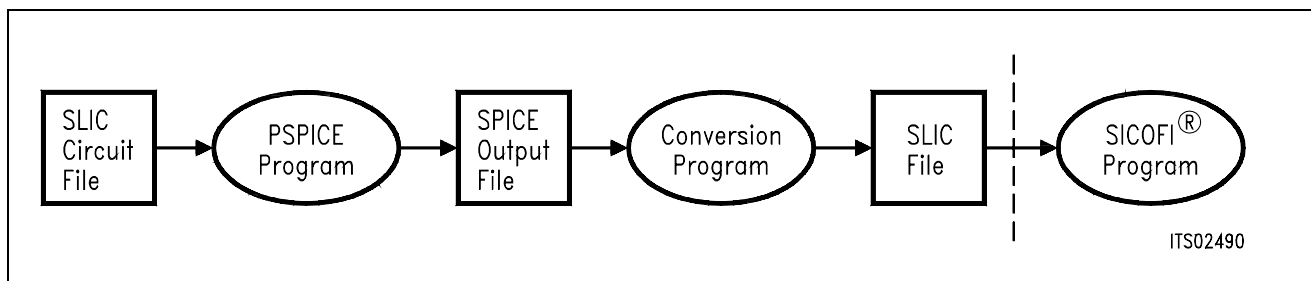 SLIC
Circuit
File
PSPICE
Program
SPICE
Output
File
Conversion
Program
SLIC
File
SICOFI®
Program
ITS02490